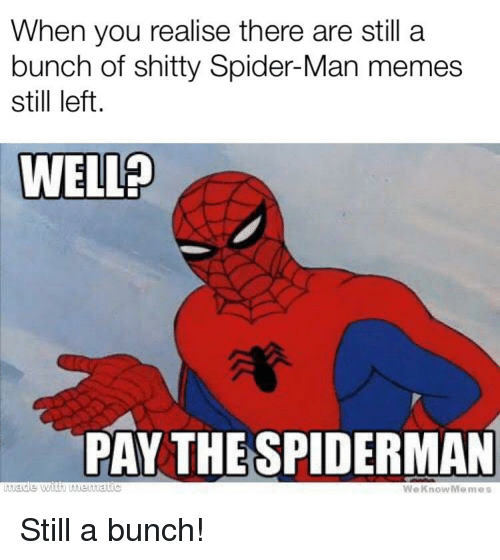 When you realise there are still a
bunch of shitty Spider-Man memes
still left.
WELL?
PAY THE SPIDERMAN
made with mematic
WeKnowMemes
Still a bunch!